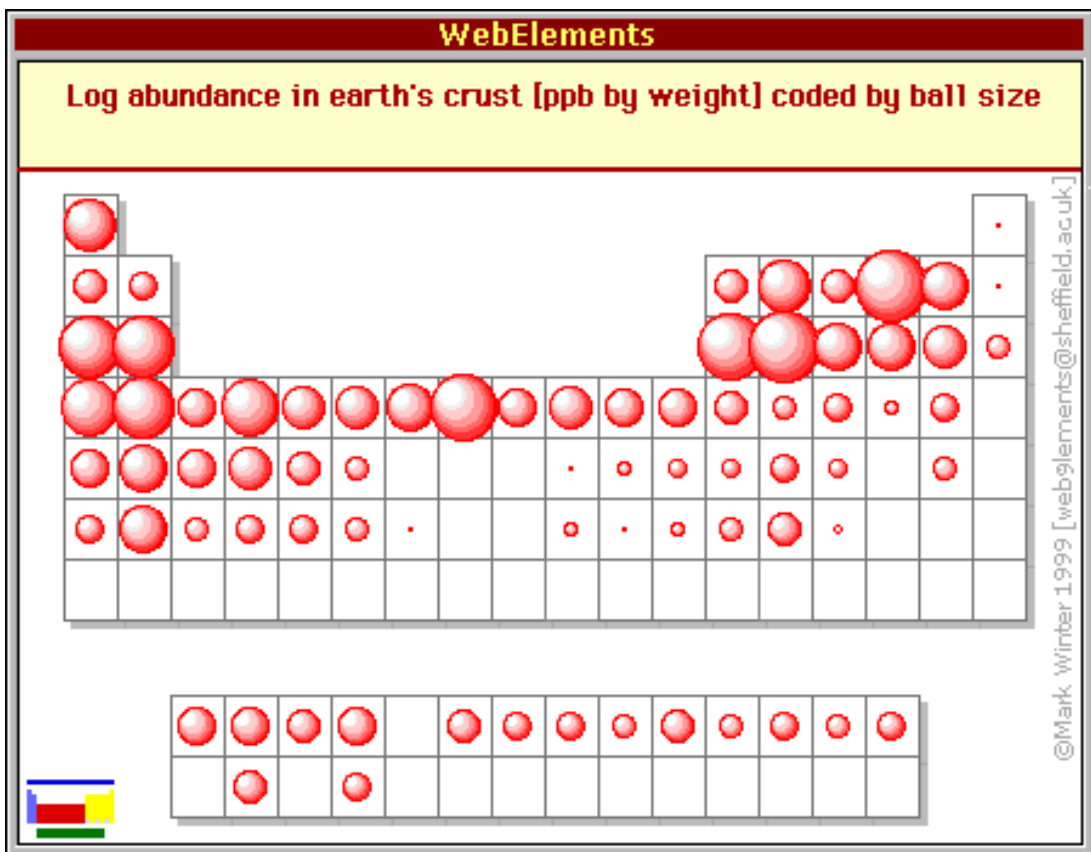 WebElements
Log abundance in earth's crust [ppb by weight] coded by ball size
©Mark Winter 1999 [web9lements@sheffield.ac.uk]